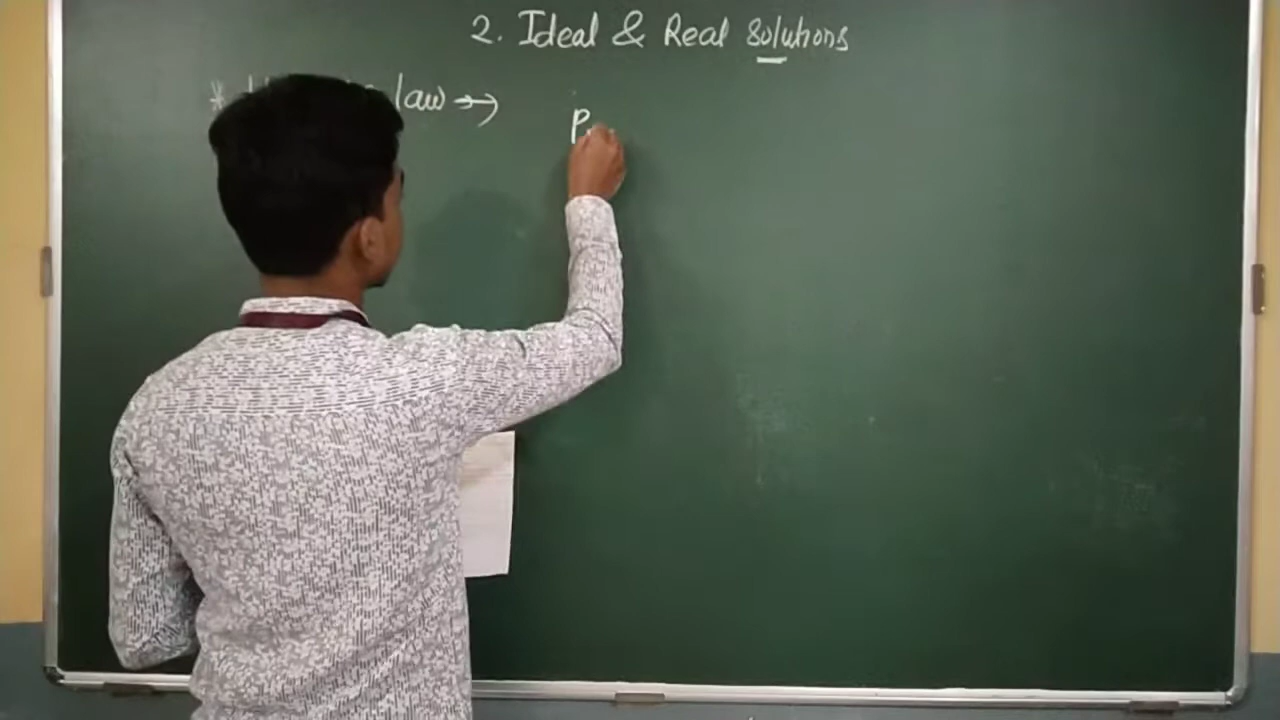 2. Ideal & Real Solutions
* law →
P